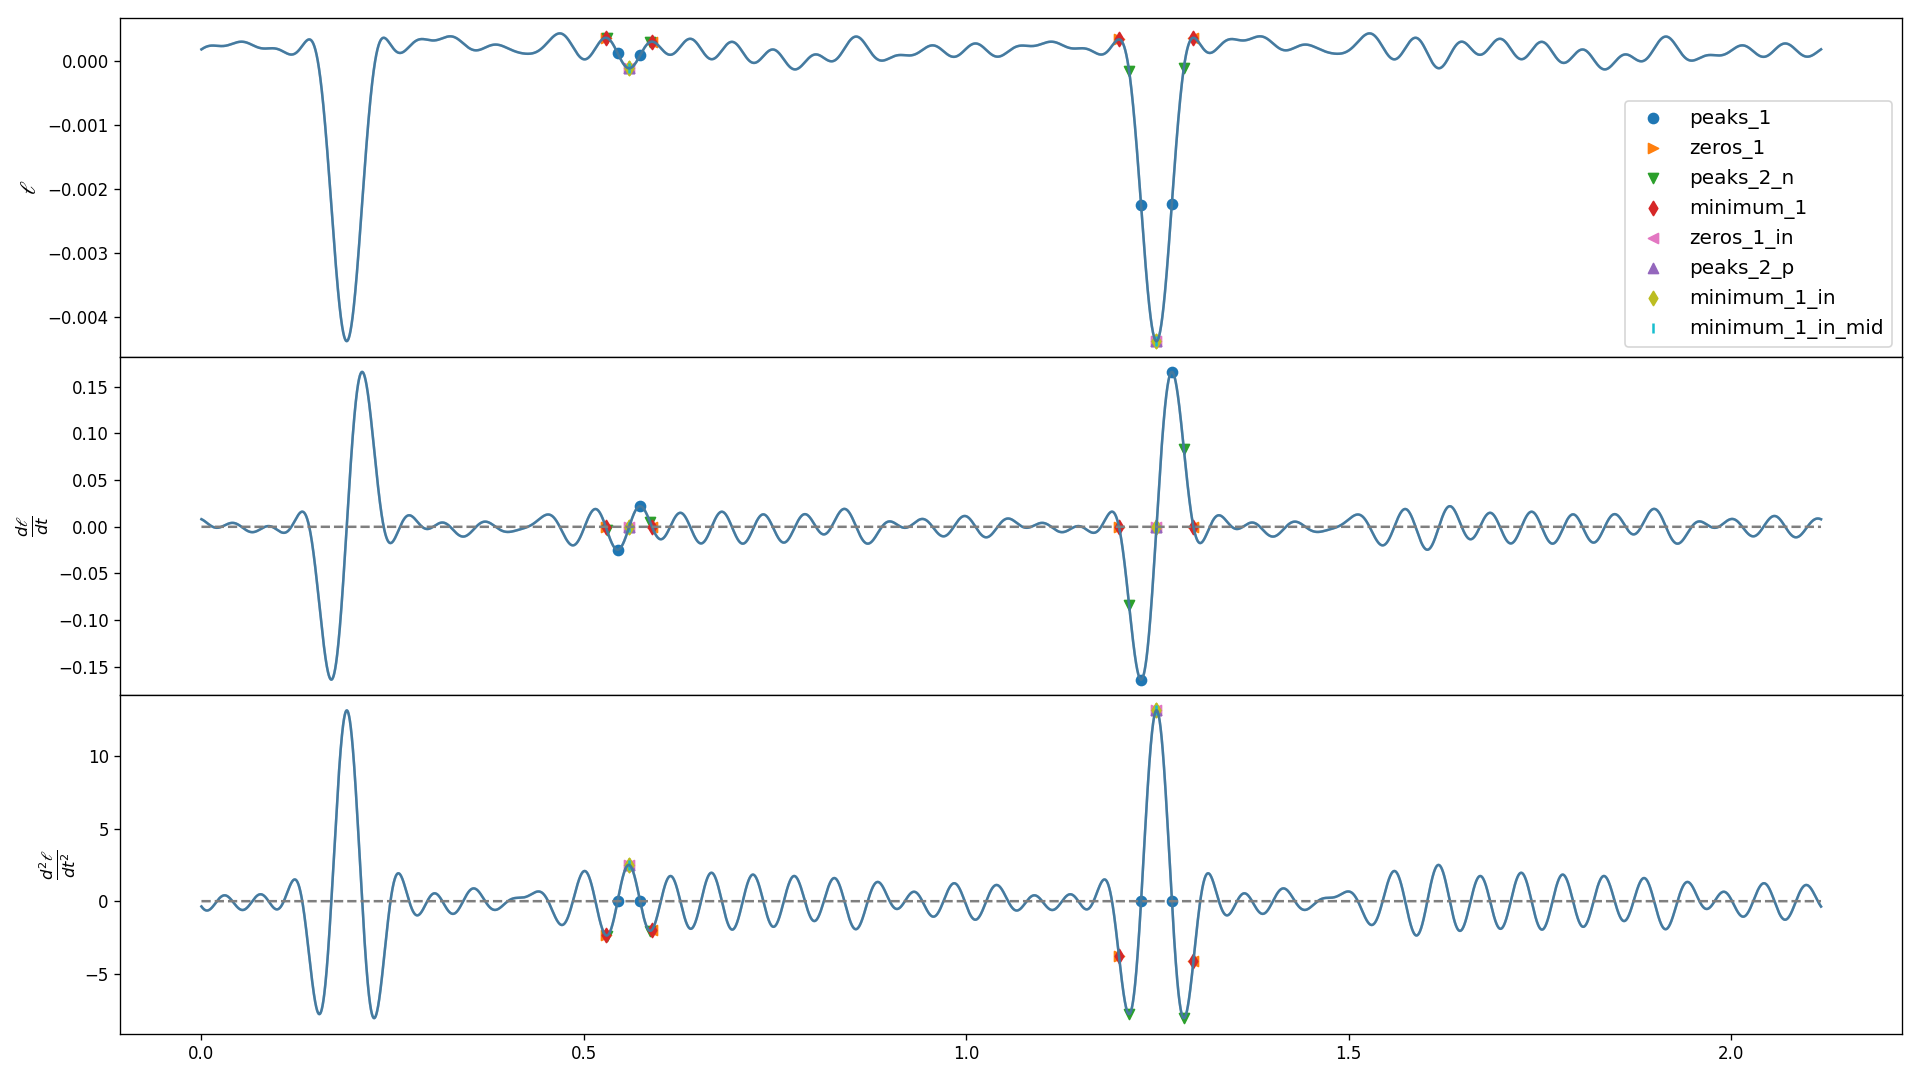 0.000
−0.001
−0.002
−0.003
−0.004
ℓ
peaks_1
zeros_1
peaks_2_n
minimum_1
zeros_1_in
peaks_2_p
minimum_1_in
minimum_1_in_mid
0.15
0.10
0.05
0.00
−0.05
−0.10
−0.15
dℓ/dt
10
5
0
−5
d²ℓ/dt²
0.0 0.5 1.0 1.5 2.0